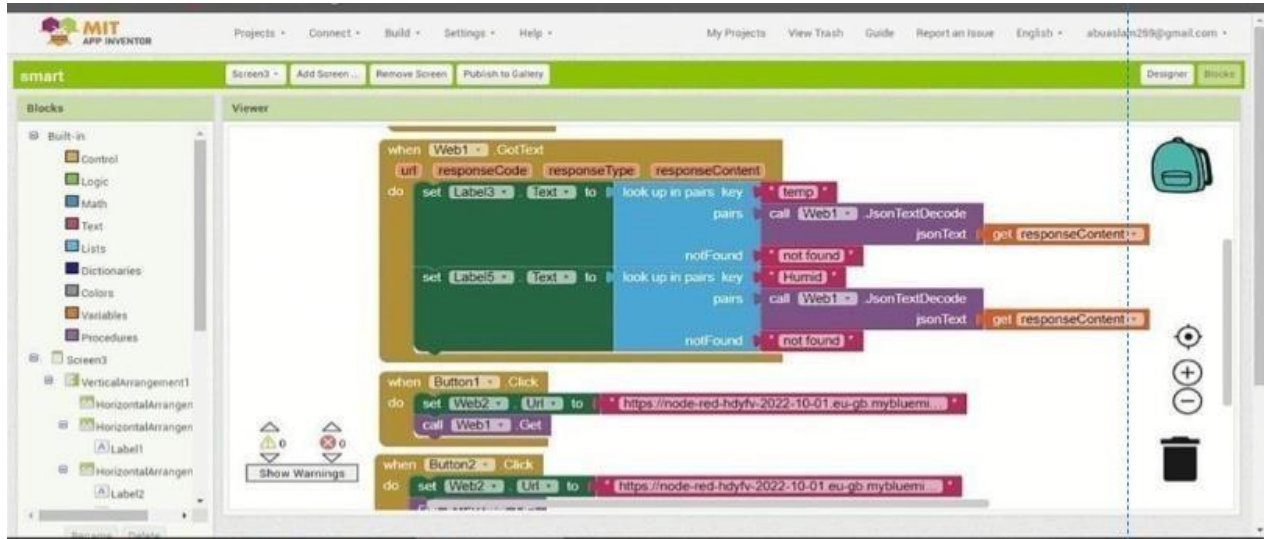 MIT
APP INVENTOR
Projects Connect Build Settings Help My Projects View Trash Guide Report an Issue English abuaslam269@gmail.com
smart Screen3 Add Screen ... Remove Screen Publish to Gallery Designer Blocks
Blocks Viewer
Built-in
Control
Logic
Math
Text
Lists
Dictionaries
Colors
Variables
Procedures
Screen3
VerticalArrangement1
HorizontalArrangen
HorizontalArrangen
Label1
HorizontalArrangen
Label2
Rename Delete
when Web1 .GotText
url responseCode responseType responseContent
do set Label3 . Text to look up in pairs key " temp "
pairs call Web1 .JsonTextDecode
jsonText get responseContent
notFound " not found "
set Label5 . Text to look up in pairs key " Humid "
pairs call Web1 .JsonTextDecode
jsonText get responseContent
notFound " not found "
when Button1 .Click
do set Web2 . Url to " https://node-red-hdyfv-2022-10-01.eu-gb.mybluemi... "
call Web1 .Get
when Button2 .Click
do set Web2 . Url to " https://node-red-hdyfv-2022-10-01.eu-gb.mybluemi... "
0 0
Show Warnings